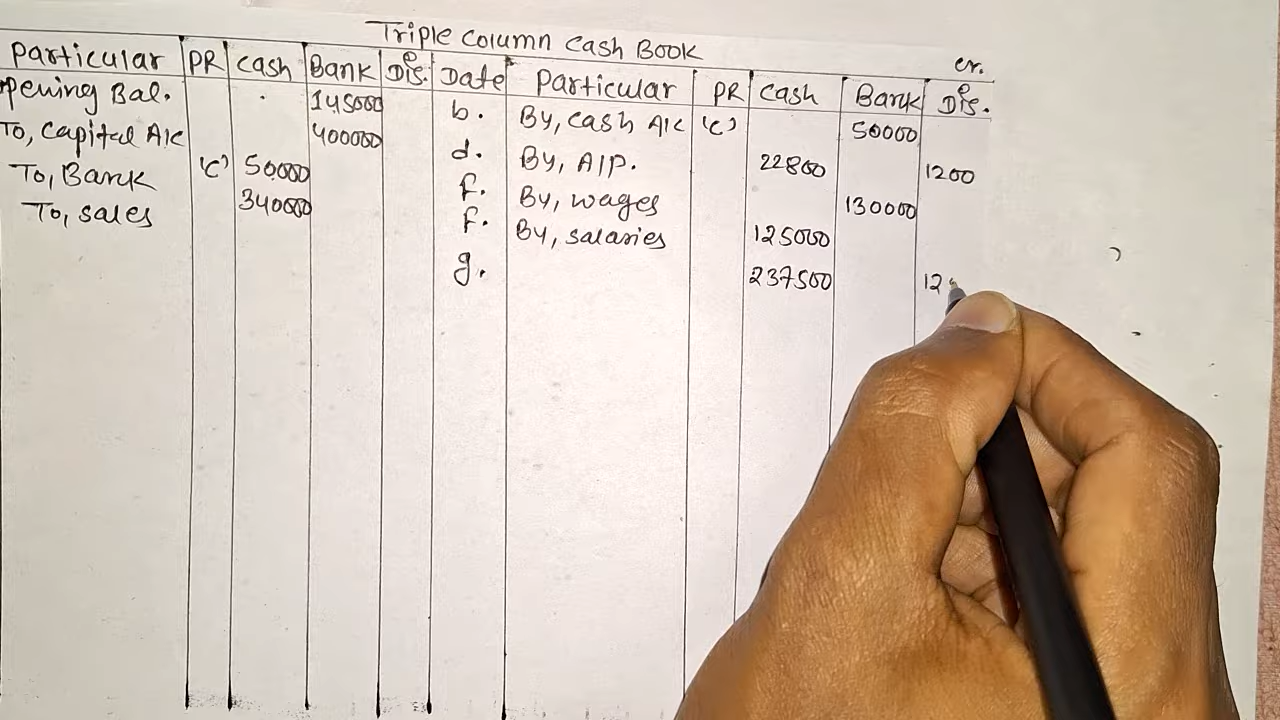 Triple Column Cash Book
cr.
Particular PR Cash Bank Dis. Date Particular PR Cash Bank Dis.
pening Bal. 145000 b. By, Cash A/c 'C' 50000
To, Capital A/c 400000 d. By, A/P. 22800 1200
To, Bank 'C' 50000 f. By, wages 130000
To, Sales 340000 f. By, salaries 125000
g. 237500 12